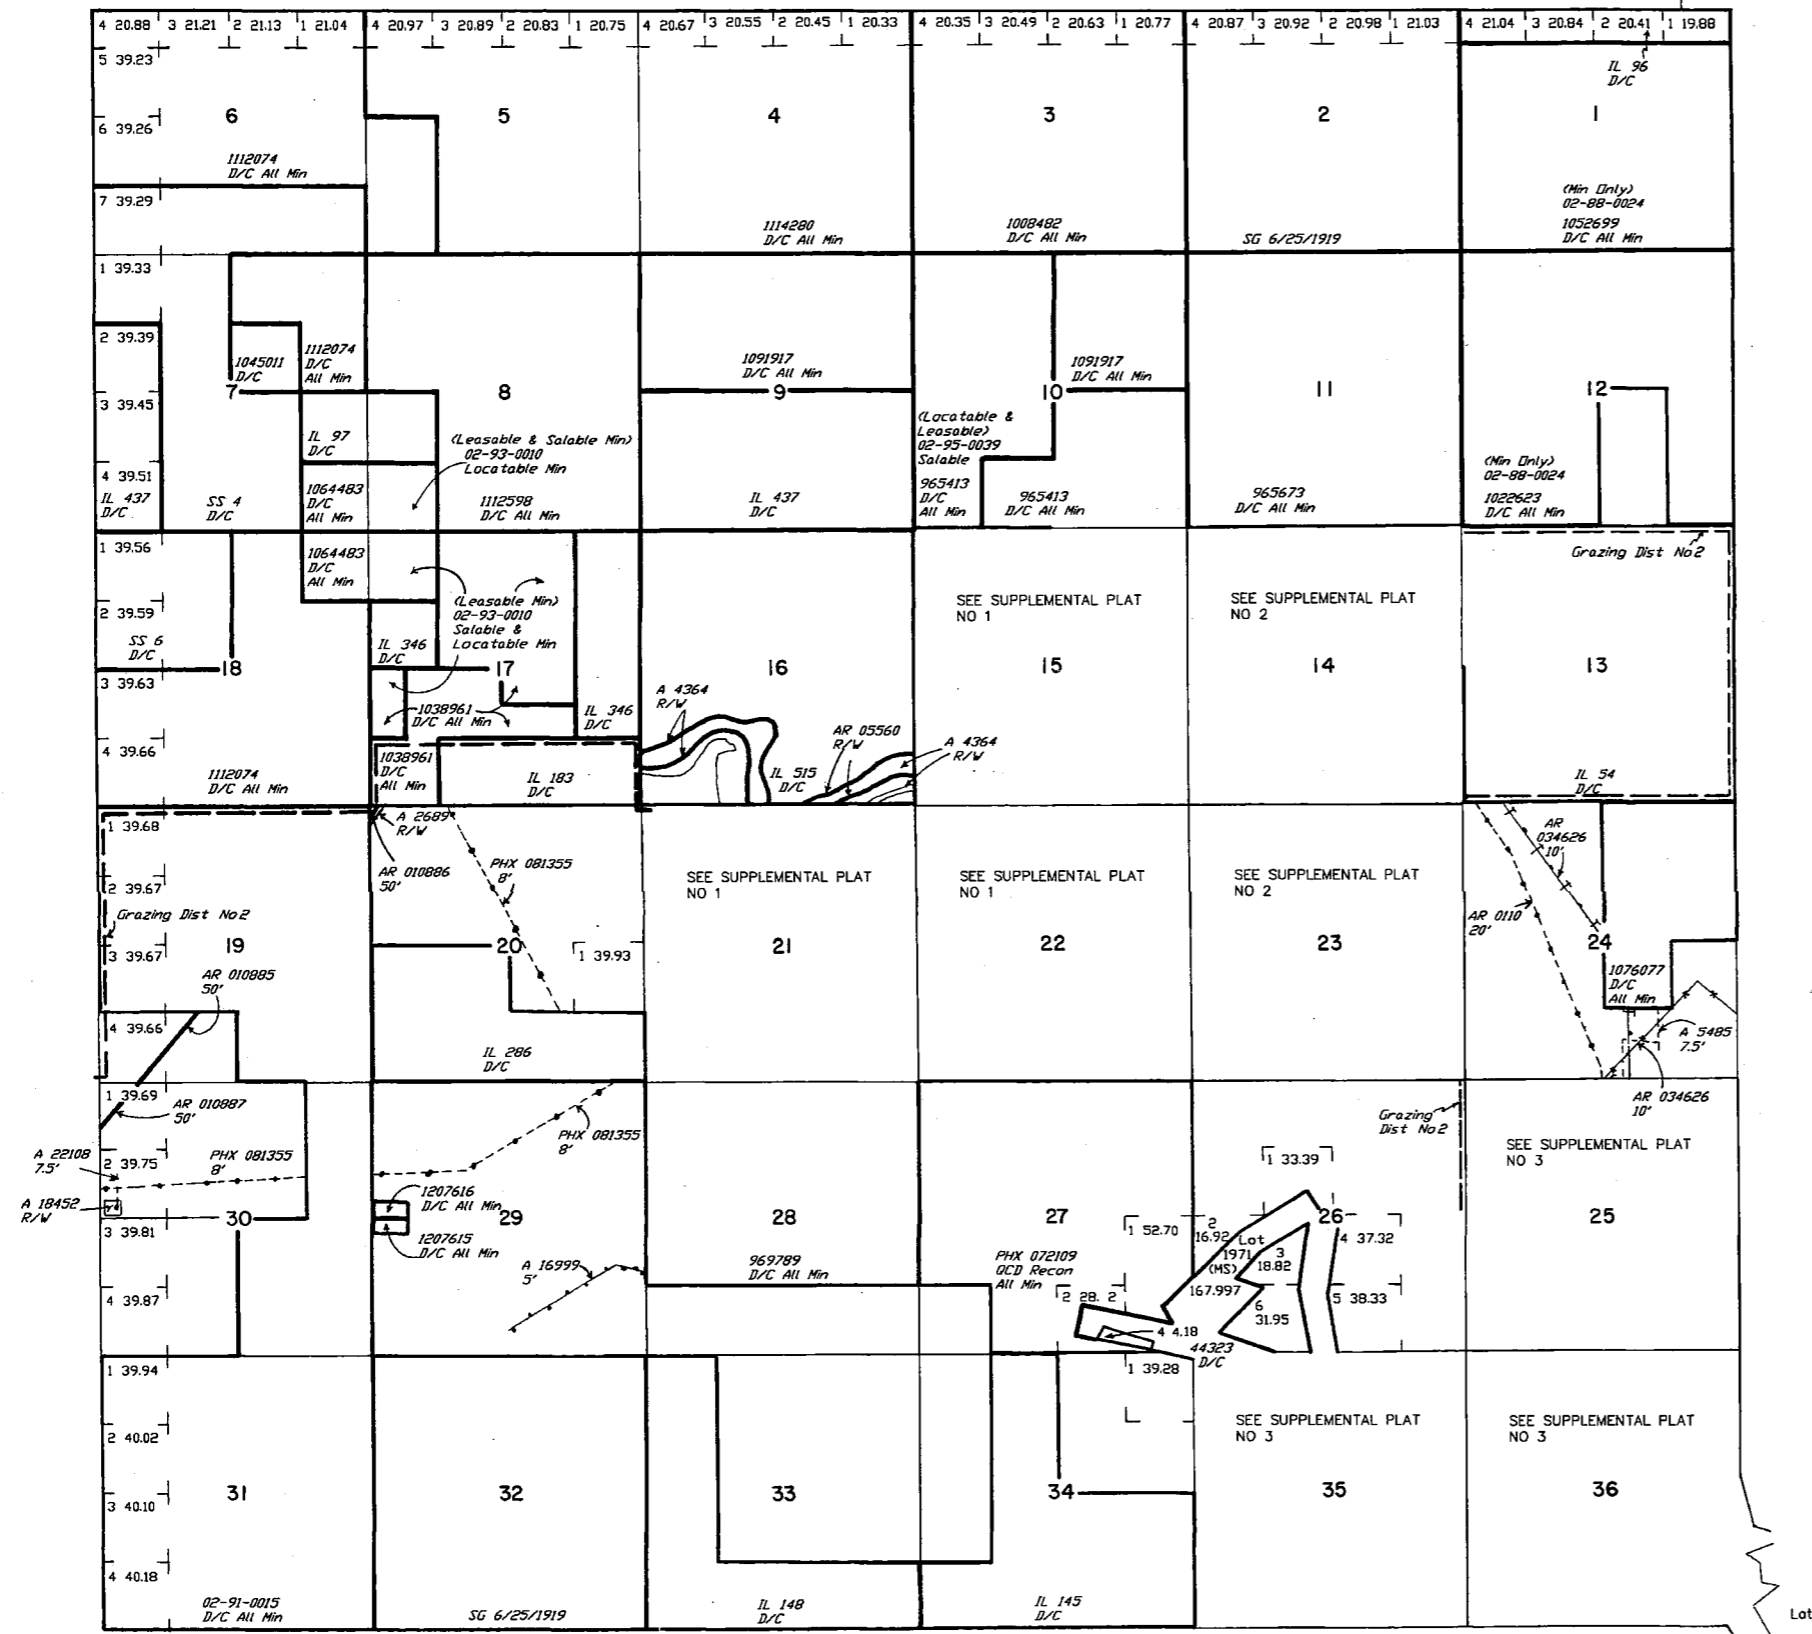 4 20.88 3 21.21 2 21.13 1 21.04 4 20.97 3 20.89 2 20.83 1 20.75 4 20.67 3 20.55 2 20.45 1 20.33 4 20.35 3 20.49 2 20.63 1 20.77 4 20.87 3 20.92 2 20.98 1 21.03 4 21.04 3 20.84 2 20.41 1 19.88
5 39.23
IL 96
D/C
6 39.26
6 5 4 3 2 1
1112074
D/C All Min
7 39.29
1114280
D/C All Min
1008482
D/C All Min
SG 6/25/1919
(Min Only)
02-88-0024
1052699
D/C All Min
1 39.33
2 39.39
1045011
D/C
1112074
D/C
All Min
1091917
D/C All Min
1091917
D/C All Min
7 8 9 10 11 12
3 39.45
IL 97
D/C
(Leasable & Salable Min)
02-93-0010
Locatable Min
(Locatable &
Leasable)
02-95-0039
Salable
(Min Only)
02-88-0024
1022623
D/C All Min
4 39.51
IL 437
D/C
SS 4
D/C
1064483
D/C
All Min
1112598
D/C All Min
IL 437
D/C
965413
D/C
All Min
965413
D/C All Min
965673
D/C All Min
1 39.56
1064483
D/C
All Min
Grazing Dist No2
2 39.59
(Leasable Min)
02-93-0010
Salable &
Locatable Min
SEE SUPPLEMENTAL PLAT
NO 1
SEE SUPPLEMENTAL PLAT
NO 2
SS 6
D/C
IL 346
D/C
18 17 16 15 14 13
3 39.63
1038961
D/C All Min
IL 346
D/C
A 4364
R/W
AR 05560
R/W
A 4364
R/W
4 39.66
1112074
D/C All Min
1038961
D/C
All Min
IL 183
D/C
IL 515
D/C
IL 54
D/C
1 39.68
A 2689
R/W
AR 010886
50'
PHX 081355
8'
SEE SUPPLEMENTAL PLAT
NO 1
SEE SUPPLEMENTAL PLAT
NO 1
SEE SUPPLEMENTAL PLAT
NO 2
AR
034626
10'
2 39.67
Grazing Dist No2
AR 0110
20'
19 20 21 22 23 24
3 39.67
1 39.93
AR 010885
50'
1076077
D/C
All Min
4 39.66
IL 286
D/C
A 5485
7.5'
1 39.69
AR 010887
50'
PHX 081355
8'
Grazing
Dist No2
AR 034626
10'
A 22108
7.5'
2 39.75
PHX 081355
8'
1 33.39
SEE SUPPLEMENTAL PLAT
NO 3
A 18452
R/W
1207616
D/C All Min
30 29 28 27 26 25
3 39.81
1207615
D/C All Min
1 52.70
2
16.92
Lot
1971
(MS)
167.997
3
18.82
4 37.32
A 16999
5'
969789
D/C All Min
PHX 072109
QCD Recon
All Min
4 39.87
2 28. 2
6
31.95
5 38.33
4 4.18
44323
D/C
1 39.94
1 39.28
2 40.02
SEE SUPPLEMENTAL PLAT
NO 3
SEE SUPPLEMENTAL PLAT
NO 3
31 32 33 34 35 36
3 40.10
4 40.18
02-91-0015
D/C All Min
SG 6/25/1919
IL 148
D/C
IL 145
D/C
Lat